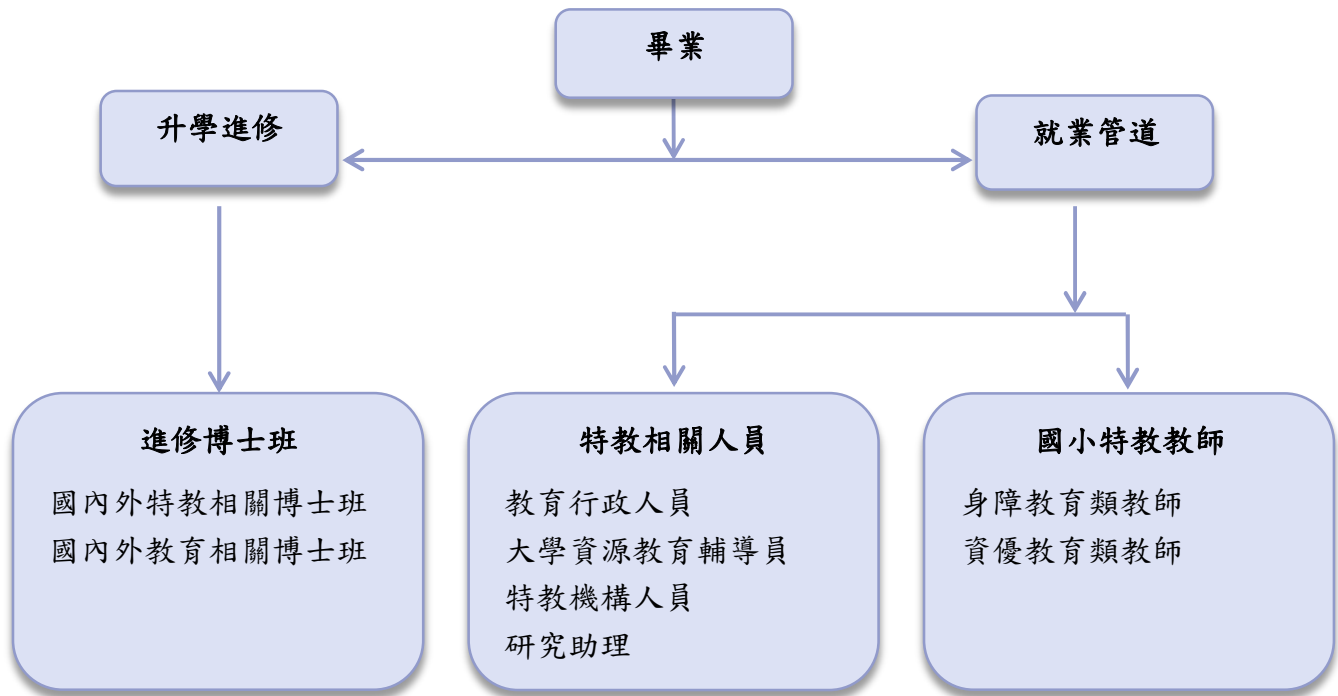 畢業
升學進修
就業管道
進修博士班
國內外特教相關博士班
國內外教育相關博士班
特教相關人員
教育行政人員
大學資源教育輔導員
特教機構人員
研究助理
國小特教教師
身障教育類教師
資優教育類教師